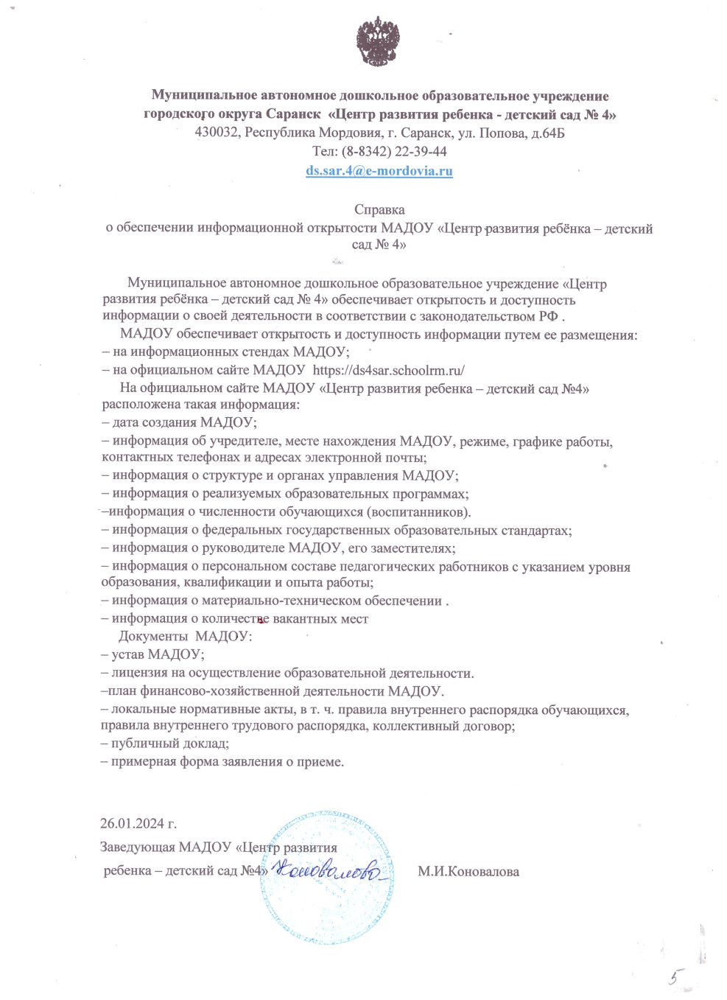 Муниципальное автономное дошкольное образовательное учреждение
городского округа Саранск «Центр развития ребенка - детский сад № 4»
430032, Республика Мордовия, г. Саранск, ул. Попова, д.64Б
Тел: (8-8342) 22-39-44
ds.sar.4@e-mordovia.ru
Справка
о обеспечении информационной открытости МАДОУ «Центр развития ребёнка – детский
сад № 4»
Муниципальное автономное дошкольное образовательное учреждение «Центр
развития ребёнка – детский сад № 4» обеспечивает открытость и доступность
информации о своей деятельности в соответствии с законодательством РФ .
МАДОУ обеспечивает открытость и доступность информации путем ее размещения:
– на информационных стендах МАДОУ;
– на официальном сайте МАДОУ https://ds4sar.schoolrm.ru/
На официальном сайте МАДОУ «Центр развития ребенка – детский сад №4»
расположена такая информация:
– дата создания МАДОУ;
– информация об учредителе, месте нахождения МАДОУ, режиме, графике работы,
контактных телефонах и адресах электронной почты;
– информация о структуре и органах управления МАДОУ;
– информация о реализуемых образовательных программах;
–информация о численности обучающихся (воспитанников).
– информация о федеральных государственных образовательных стандартах;
– информация о руководителе МАДОУ, его заместителях;
– информация о персональном составе педагогических работников с указанием уровня
образования, квалификации и опыта работы;
– информация о материально-техническом обеспечении .
– информация о количестве вакантных мест
Документы МАДОУ:
– устав МАДОУ;
– лицензия на осуществление образовательной деятельности.
–план финансово-хозяйственной деятельности МАДОУ.
– локальные нормативные акты, в т. ч. правила внутреннего распорядка обучающихся,
правила внутреннего трудового распорядка, коллективный договор;
– публичный доклад;
– примерная форма заявления о приеме.
26.01.2024 г.
Заведующая МАДОУ «Центр развития
ребенка – детский сад №4» Коновалова М.И.Коновалова
5